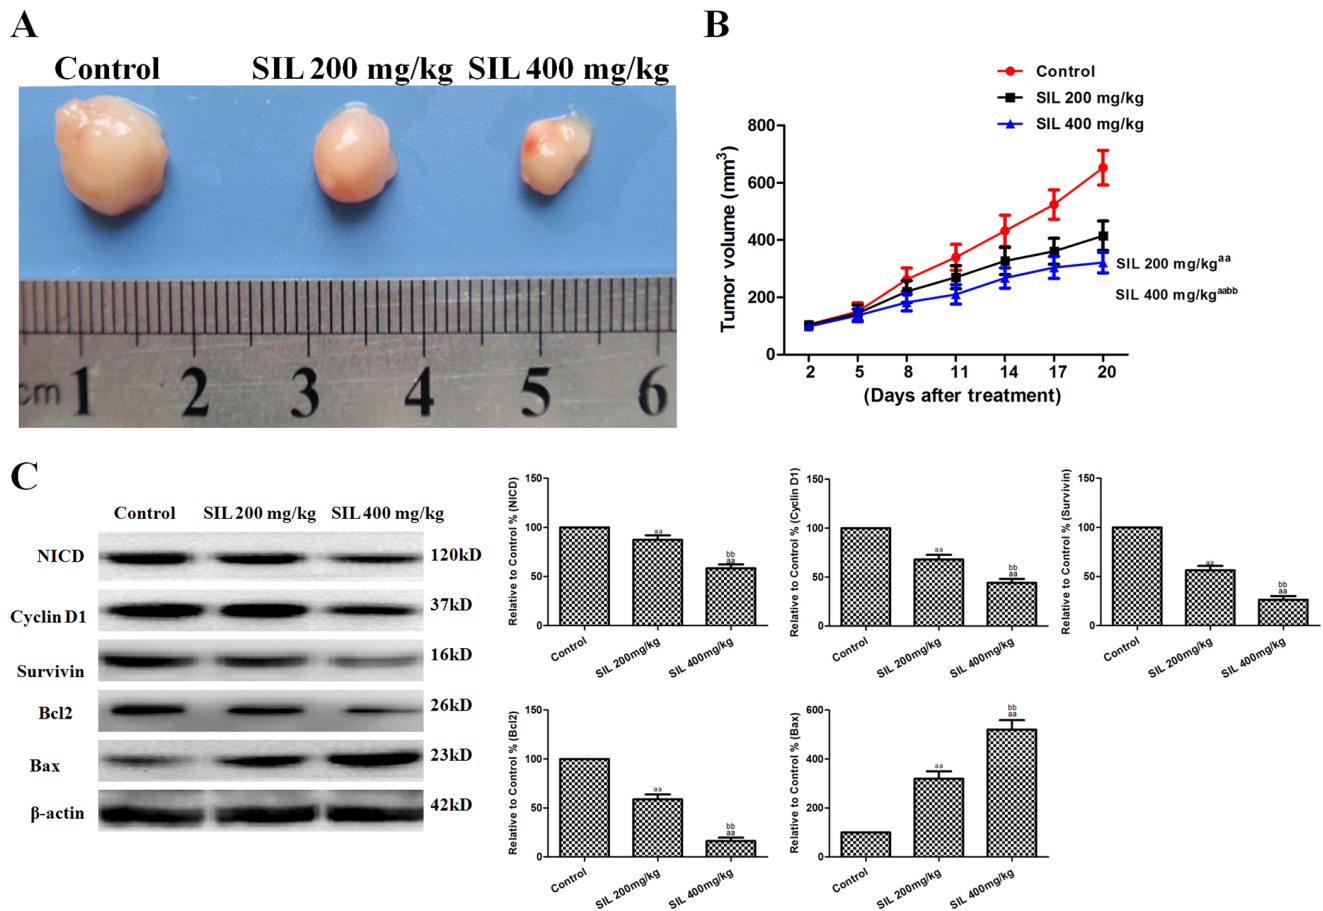 A
Control SIL 200 mg/kg SIL 400 mg/kg
cm 1 2 3 4 5 6
B
Control
SIL 200 mg/kg
SIL 400 mg/kg
Tumor volume (mm³)
800
600
400
200
0
2 5 8 11 14 17 20
(Days after treatment)
SIL 200 mg/kgᵃᵃ
SIL 400 mg/kgᵃᵃᵇᵇ
C
Control SIL 200 mg/kg SIL 400 mg/kg
NICD 120kD
Cyclin D1 37kD
Survivin 16kD
Bcl2 26kD
Bax 23kD
β-actin 42kD
Relative to Control % (NICD)
150
100
50
0
aa
bb
aa
Control SIL 200mg/kg SIL 400mg/kg
Relative to Control % (Cyclin D1)
150
100
50
0
aa
bb
aa
Control SIL 200mg/kg SIL 400mg/kg
Relative to Control % (Survivin)
150
100
50
0
aa
bb
aa
Control SIL 200mg/kg SIL 400mg/kg
Relative to Control % (Bcl2)
150
100
50
0
aa
bb
aa
Control SIL 200mg/kg SIL 400mg/kg
Relative to Control % (Bax)
600
400
200
0
aa
bb
aa
Control SIL 200mg/kg SIL 400mg/kg